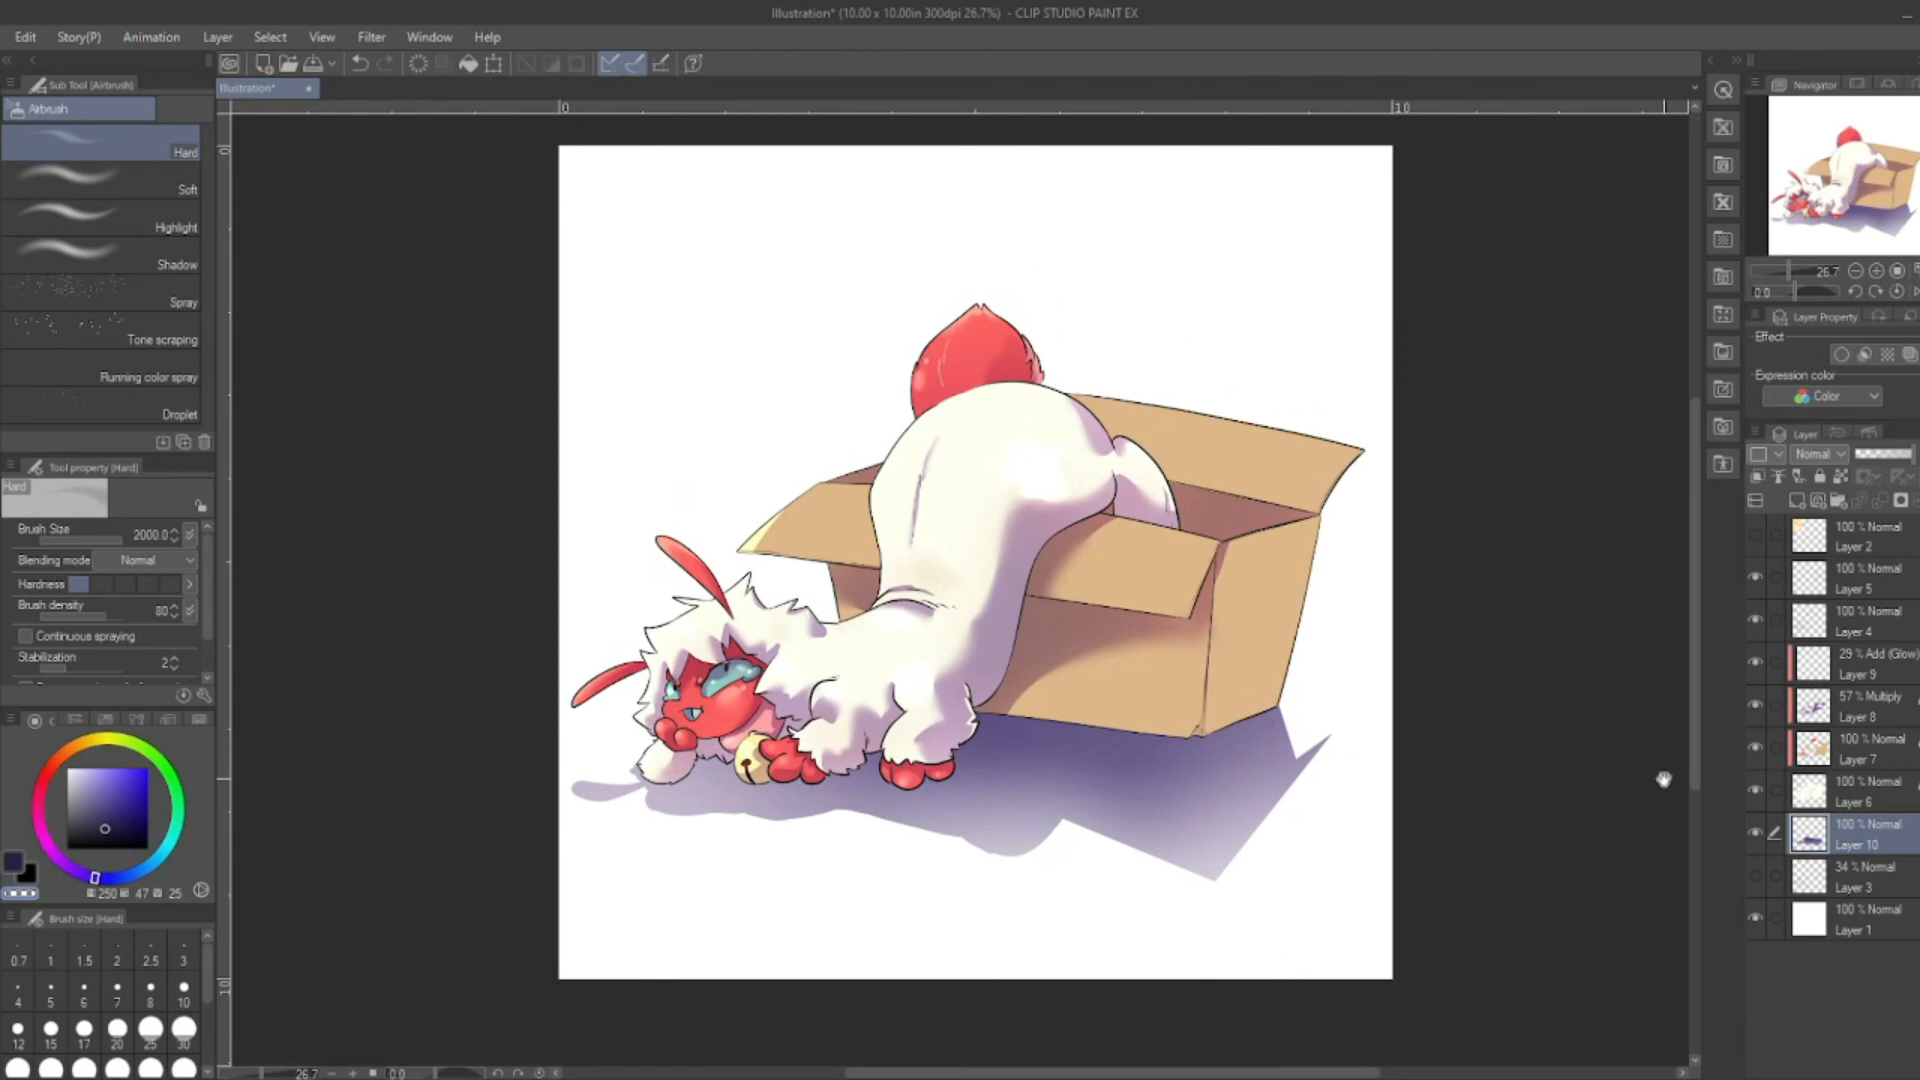 Illustration* (10.00 x 10.00in 300dpi 26.7%) - CLIP STUDIO PAINT EX
Edit Story(P) Animation Layer Select View Filter Window Help
Sub Tool [Airbrush]
Airbrush
Hard
Soft
Highlight
Shadow
Spray
Tone scraping
Running color spray
Droplet
Tool property [Hard]
Hard
Brush Size 2000.0
Blending mode Normal
Hardness
Brush density 80
Continuous spraying
Stabilization 2
250 47 25
Brush size [Hard]
0.7 1 1.5 2 2.5 3
4 5 6 7 8 10
12 15 17 20 25 30
Illustration*
0 10
0
10
26.7 0.0
Navigator
26.7
0.0
Layer Property
Effect
Expression color
Color
Layer
Normal
100 % Normal
Layer 2
100 % Normal
Layer 5
100 % Normal
Layer 4
29 % Add (Glow)
Layer 9
57 % Multiply
Layer 8
100 % Normal
Layer 7
100 % Normal
Layer 6
100 % Normal
Layer 10
34 % Normal
Layer 3
100 % Normal
Layer 1